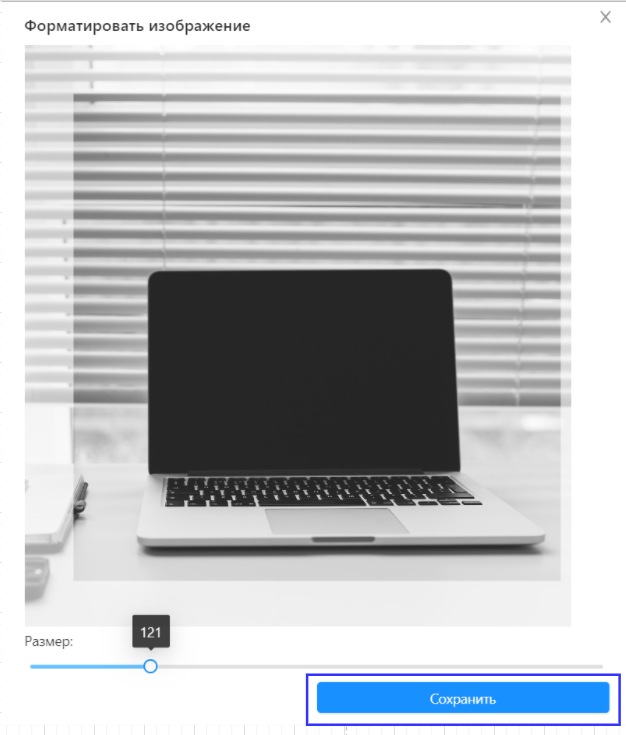 Форматировать изображение
Размер:
121
Сохранить